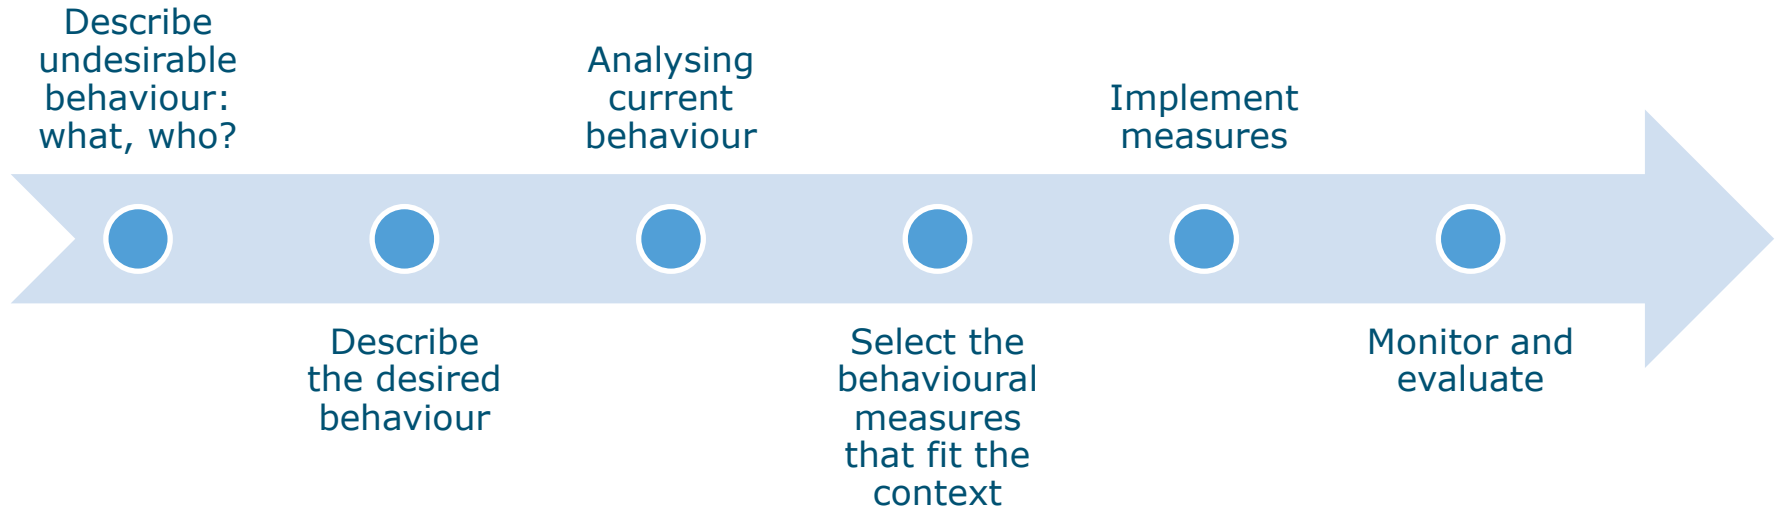 Describe
undesirable
behaviour:
what, who?
Describe
the desired
behaviour
Analysing
current
behaviour
Select the
behavioural
measures
that fit the
context
Implement
measures
Monitor and
evaluate